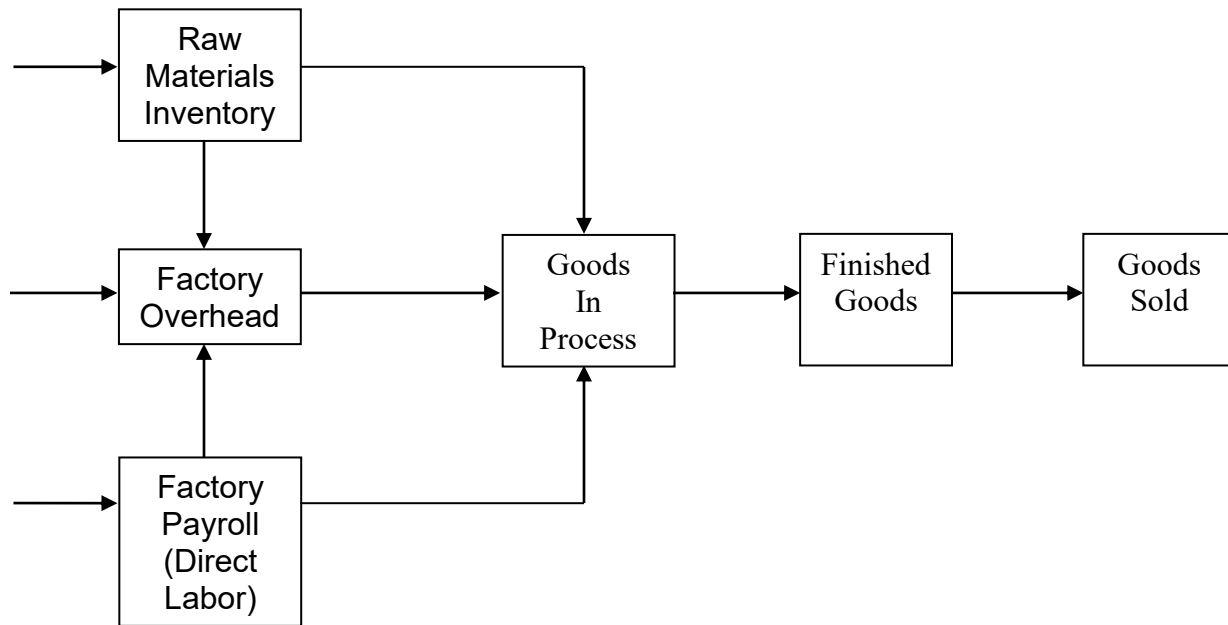 Raw
Materials
Inventory
Factory
Overhead
Factory
Payroll
(Direct
Labor)
Goods
In
Process
Finished
Goods
Goods
Sold